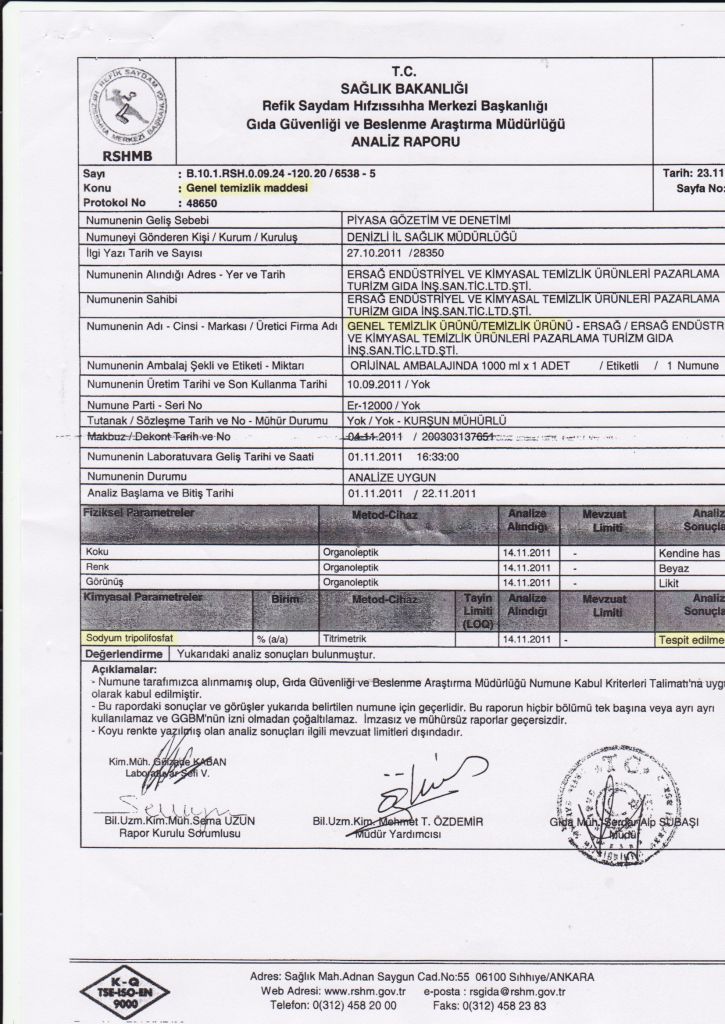 REFİK SAYDAM HIFZISSIHHA MERKEZİ BAŞKANLIĞI
RSHMB
T.C.
SAĞLIK BAKANLIĞI
Refik Saydam Hıfzıssıhha Merkezi Başkanlığı
Gıda Güvenliği ve Beslenme Araştırma Müdürlüğü
ANALİZ RAPORU
Sayı : B.10.1.RSH.0.09.24 -120.20 / 6538 - 5 Tarih: 23.11
Konu : Genel temizlik maddesi Sayfa No:
Protokol No : 48650
Numunenin Geliş Sebebi PİYASA GÖZETİM VE DENETİMİ
Numuneyi Gönderen Kişi / Kurum / Kuruluş DENİZLİ İL SAĞLIK MÜDÜRLÜĞÜ
İlgi Yazı Tarih ve Sayısı 27.10.2011 /28350
Numunenin Alındığı Adres - Yer ve Tarih ERSAĞ ENDÜSTRİYEL VE KİMYASAL TEMİZLİK ÜRÜNLERİ PAZARLAMA
TURİZM GIDA İNŞ.SAN.TİC.LTD.ŞTİ.
Numunenin Sahibi ERSAĞ ENDÜSTRİYEL VE KİMYASAL TEMİZLİK ÜRÜNLERİ PAZARLAMA
TURİZM GIDA İNŞ.SAN.TİC.LTD.ŞTİ.
Numunenin Adı - Cinsi - Markası / Üretici Firma Adı GENEL TEMİZLİK ÜRÜNÜ/TEMİZLİK ÜRÜNÜ - ERSAĞ / ERSAĞ ENDÜSTR
VE KİMYASAL TEMİZLİK ÜRÜNLERİ PAZARLAMA TURİZM GIDA
İNŞ.SAN.TİC.LTD.ŞTİ.
Numunenin Ambalaj Şekli ve Etiketi - Miktarı ORİJİNAL AMBALAJINDA 1000 ml x 1 ADET / Etiketli / 1 Numune
Numunenin Üretim Tarihi ve Son Kullanma Tarihi 10.09.2011 / Yok
Numune Parti - Seri No Er-12000 / Yok
Tutanak / Sözleşme Tarih ve No - Mühür Durumu Yok / Yok - KURŞUN MÜHÜRLÜ
Makbuz / Dekont Tarih ve No 04.11.2011 / 200303137651
Numunenin Laboratuvara Geliş Tarihi ve Saati 01.11.2011 16:33:00
Numunenin Durumu ANALİZE UYGUN
Analiz Başlama ve Bitiş Tarihi 01.11.2011 / 22.11.2011
Fiziksel Parametreler Metod-Cihaz Analize Alındığı Mevzuat Limiti Analiz Sonuçla
Koku Organoleptik 14.11.2011 - Kendine has
Renk Organoleptik 14.11.2011 - Beyaz
Görünüş Organoleptik 14.11.2011 - Likit
Kimyasal Parametreler Birim Metod-Cihaz Tayin Limiti (LOQ) Analize Alındığı Mevzuat Limiti Analiz Sonuçla
Sodyum tripolifosfat % (a/a) Titrimetrik 14.11.2011 - Tespit edilme
Değerlendirme Yukarıdaki analiz sonuçları bulunmuştur.
Açıklamalar:
- Numune tarafımızca alınmamış olup, Gıda Güvenliği ve Beslenme Araştırma Müdürlüğü Numune Kabul Kriterleri Talimatı'na uygu
olarak kabul edilmiştir.
- Bu rapordaki sonuçlar ve görüşler yukarıda belirtilen numune için geçerlidir. Bu raporun hiçbir bölümü tek başına veya ayrı ayrı
kullanılamaz ve GGBM'nün izni olmadan çoğaltılamaz. İmzasız ve mühürsüz raporlar geçersizdir.
- Koyu renkte yazılmış olan analiz sonuçları ilgili mevzuat limitleri dışındadır.
Kim.Müh. KABAN
Laboratuvar Şefi V.
Bil.Uzm.Kim.Müh.Sema UZUN
Rapor Kurulu Sorumlusu
Bil.Uzm.Kim. Mehmet T. ÖZDEMİR
Müdür Yardımcısı
Gıda Müh. Serdar Alp SUBAŞI
Müdür
T.C.
K-Q
TSE-ISO-EN
9000
Adres: Sağlık Mah.Adnan Saygun Cad.No:55 06100 Sıhhıye/ANKARA
Web Adresi: www.rshm.gov.tr e-posta : rsgida@rshm.gov.tr
Telefon: 0(312) 458 20 00 Faks: 0(312) 458 23 83